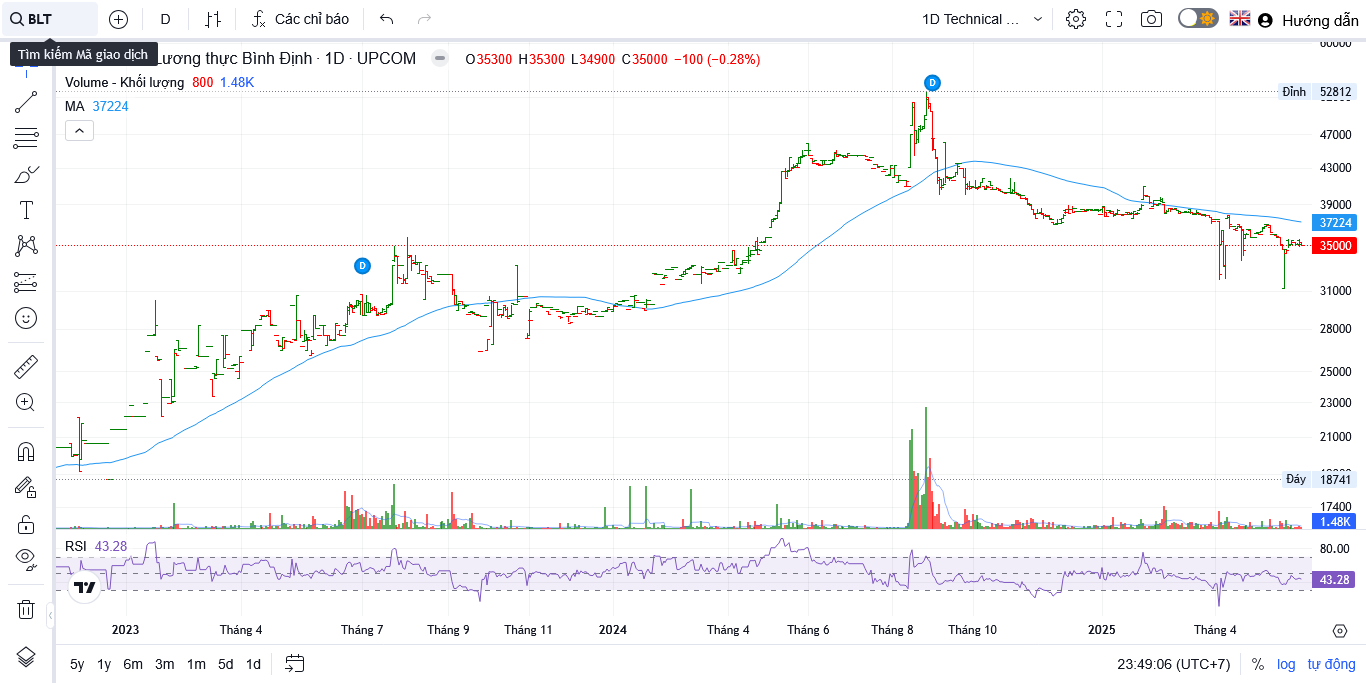 BLT
D
Các chỉ báo
1D Technical ...
Hướng dẫn
Tìm kiếm Mã giao dịch
Lương thực Bình Định · 1D · UPCOM
O35300 H35300 L34900 C35000 −100 (−0.28%)
Volume - Khối lượng 800 1.48K
MA 37224
D
D
60000
Đỉnh 52812
47000
43000
39000
37224
35000
31000
28000
25000
23000
21000
Đáy 18741
17400
1.48K
RSI 43.28
80.00
43.28
2023 Tháng 4 Tháng 7 Tháng 9 Tháng 11 2024 Tháng 4 Tháng 6 Tháng 8 Tháng 10 2025 Tháng 4
5y 1y 6m 3m 1m 5d 1d
23:49:06 (UTC+7) % log tự động